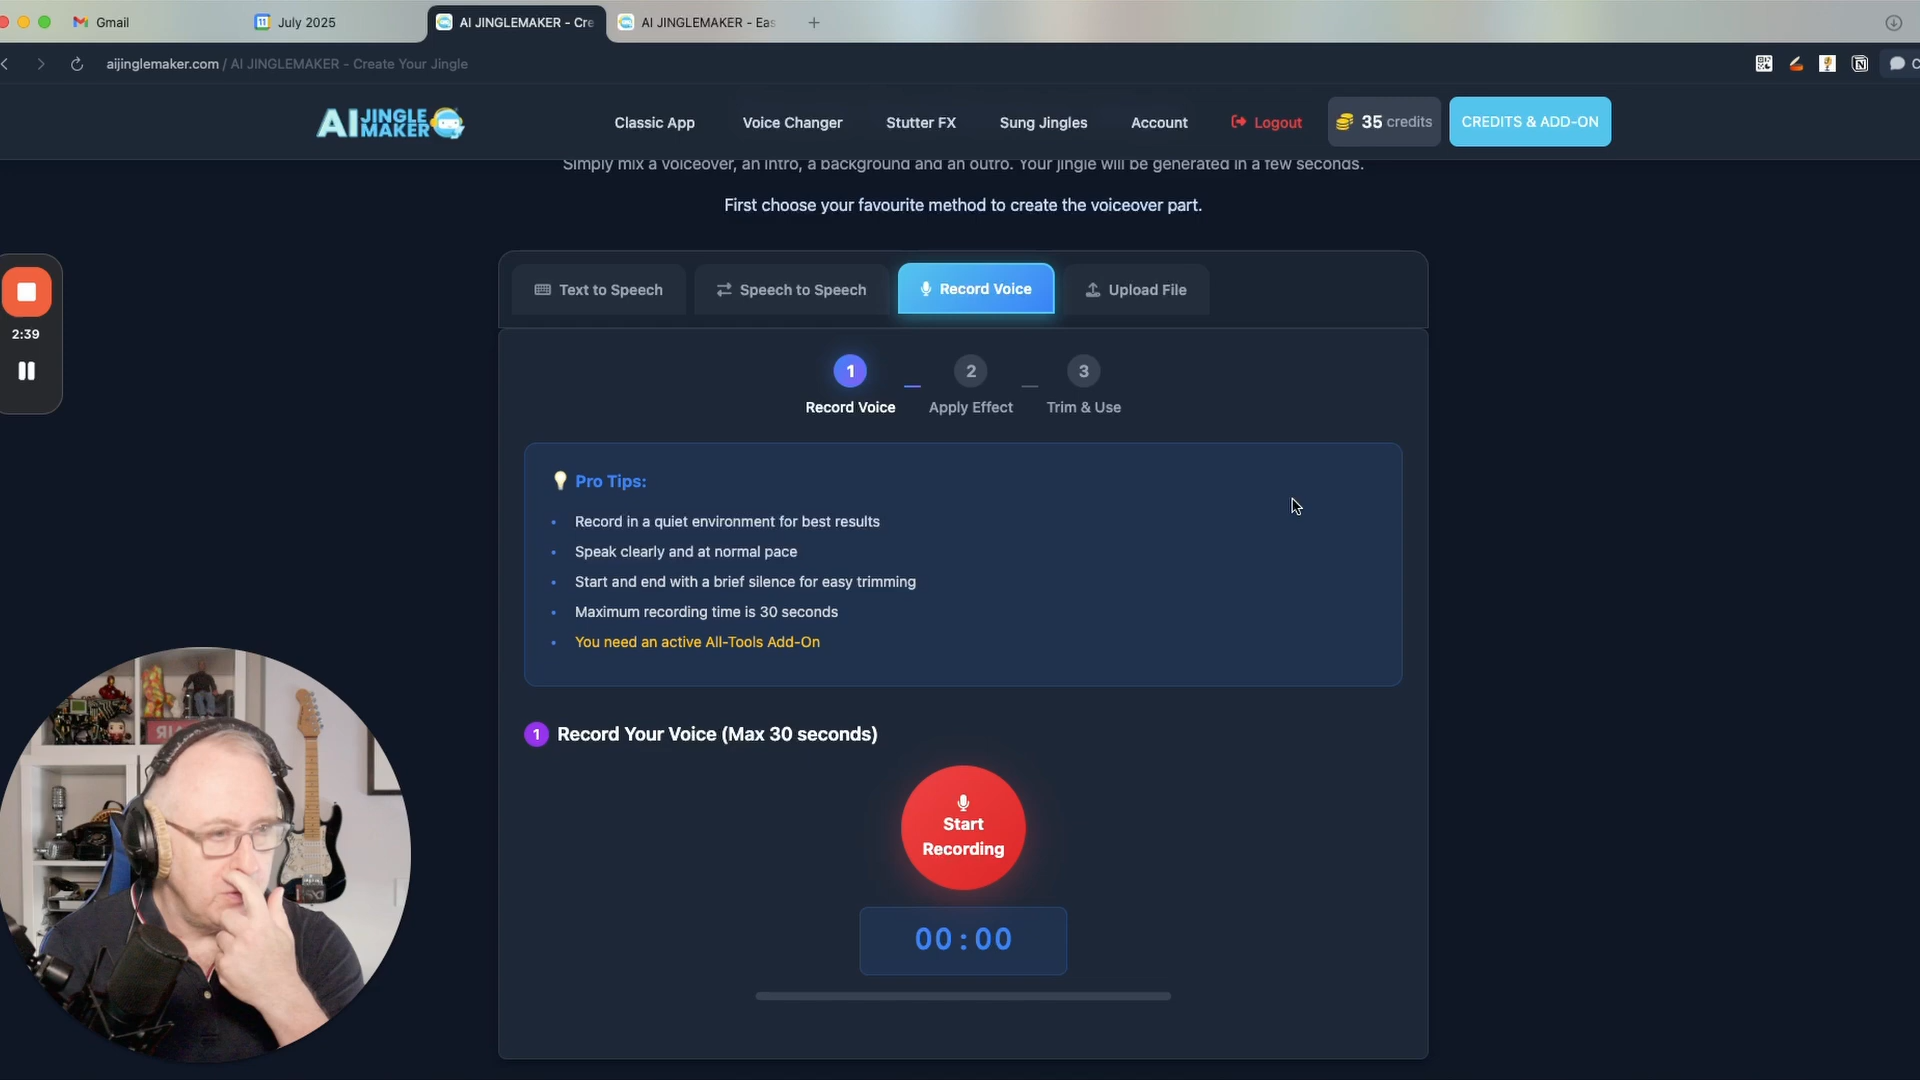 Gmail
July 2025
AI JINGLEMAKER - Cre
AI JINGLEMAKER - Eas
aijinglemaker.com / AI JINGLEMAKER - Create Your Jingle
AI JINGLE MAKER
Classic App
Voice Changer
Stutter FX
Sung Jingles
Account
Logout
35 credits
CREDITS & ADD-ON
Simply mix a voiceover, an intro, a background and an outro. Your jingle will be generated in a few seconds.
First choose your favourite method to create the voiceover part.
Text to Speech
Speech to Speech
Record Voice
Upload File
2:39
1
2
3
Record Voice
Apply Effect
Trim & Use
Pro Tips:
• Record in a quiet environment for best results
• Speak clearly and at normal pace
• Start and end with a brief silence for easy trimming
• Maximum recording time is 30 seconds
• You need an active All-Tools Add-On
1 Record Your Voice (Max 30 seconds)
Start
Recording
00:00